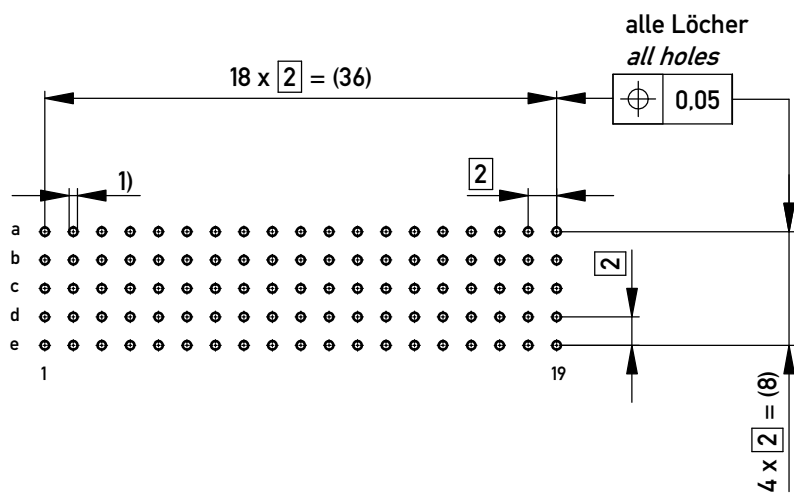 alle Löcher
all holes
18 x 2 = (36)
0,05
1)
2
a
b
2
c
d
e
1
19
4 x 2 = (8)